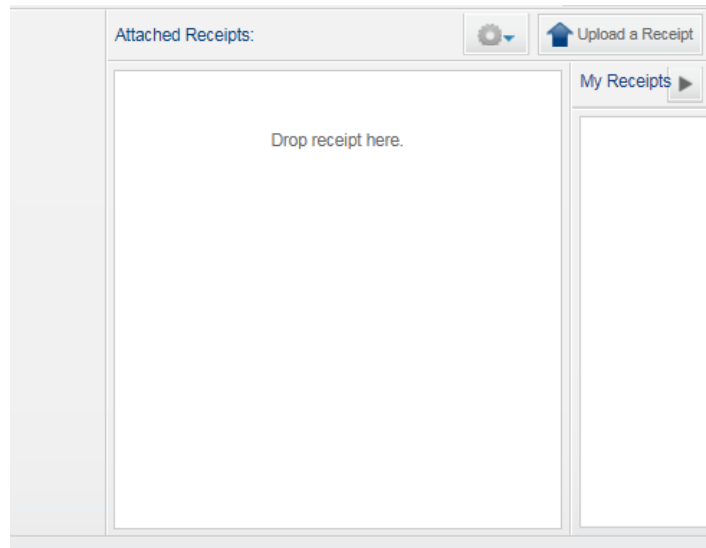 Attached Receipts:
Upload a Receipt
My Receipts
Drop receipt here.